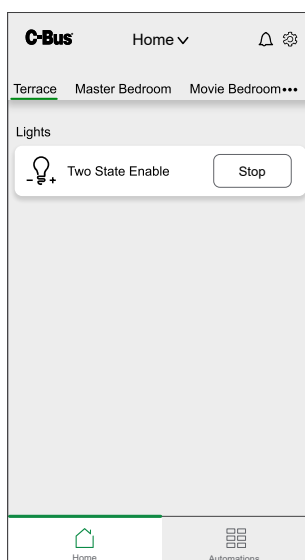 C-Bus Home
Terrace Master Bedroom Movie Bedroom•••
Lights
Two State Enable Stop
Home Automations